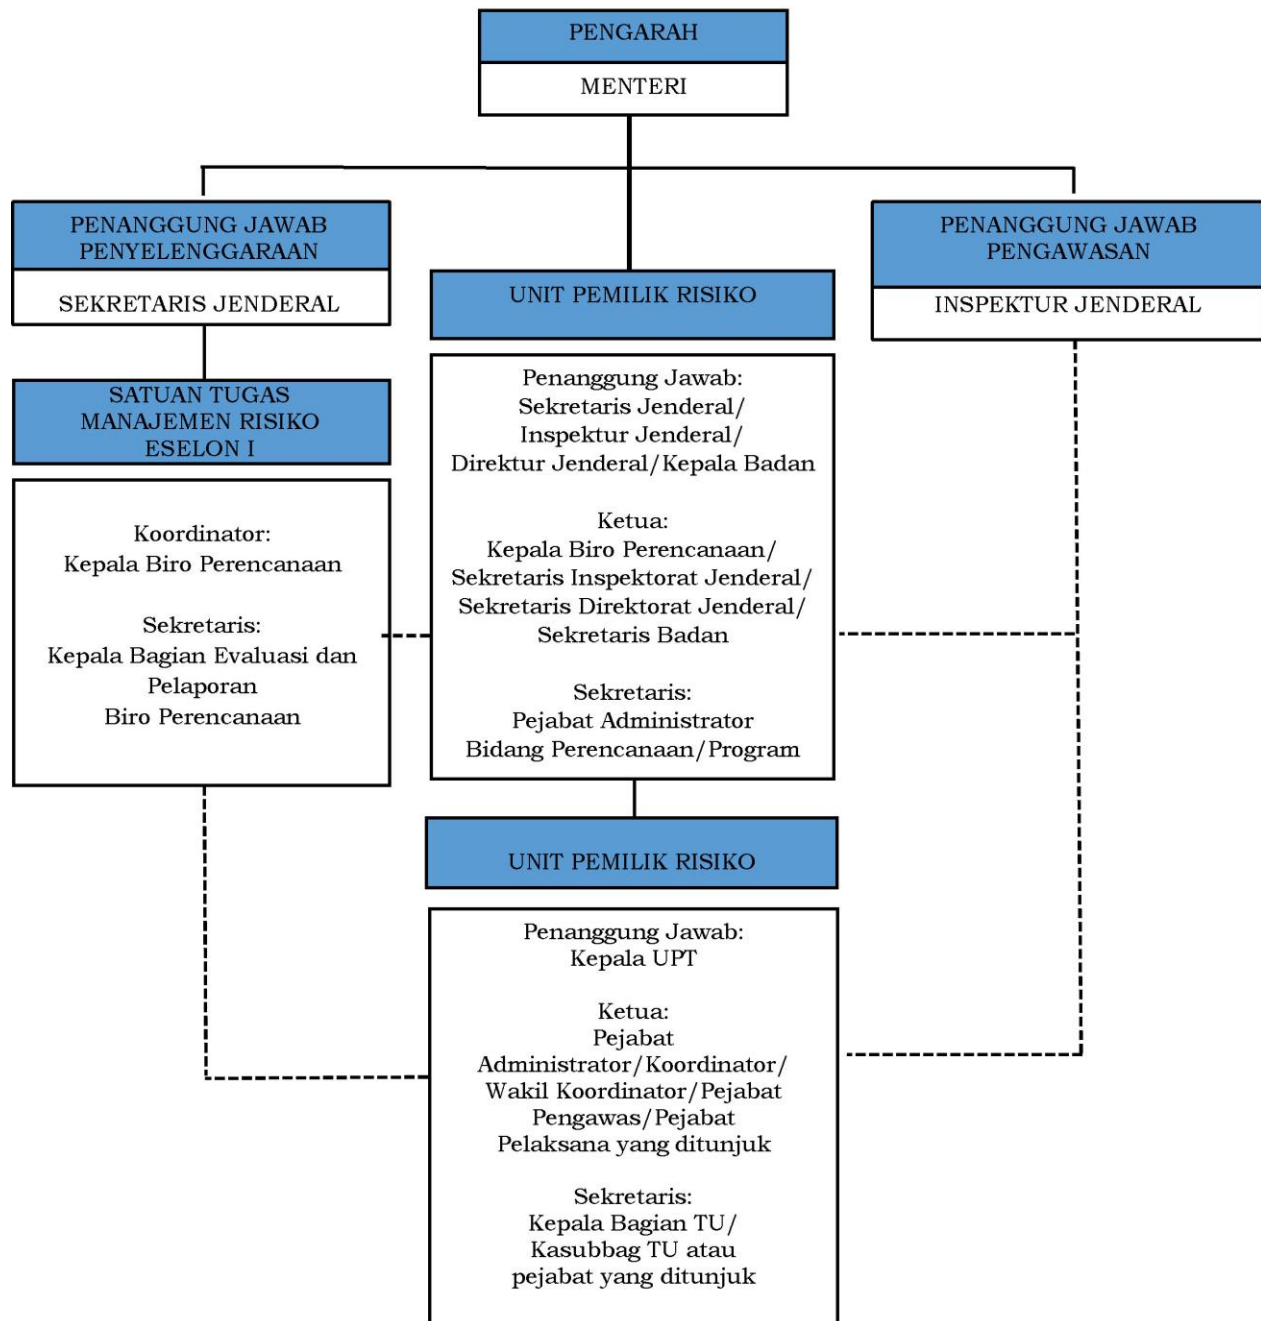 PENGARAH
MENTERI
PENANGGUNG JAWAB
PENYELENGGARAAN
SEKRETARIS JENDERAL
PENANGGUNG JAWAB
PENGAWASAN
INSPEKTUR JENDERAL
SATUAN TUGAS
MANAJEMEN RISIKO
ESELON I
Koordinator:
Kepala Biro Perencanaan
Sekretaris:
Kepala Bagian Evaluasi dan
Pelaporan
Biro Perencanaan
UNIT PEMILIK RISIKO
Penanggung Jawab:
Sekretaris Jenderal/
Inspektur Jenderal/
Direktur Jenderal/Kepala Badan
Ketua:
Kepala Biro Perencanaan/
Sekretaris Inspektorat Jenderal/
Sekretaris Direktorat Jenderal/
Sekretaris Badan
Sekretaris:
Pejabat Administrator
Bidang Perencanaan/Program
UNIT PEMILIK RISIKO
Penanggung Jawab:
Kepala UPT
Ketua:
Pejabat
Administrator/Koordinator/
Wakil Koordinator/Pejabat
Pengawas/Pejabat
Pelaksana yang ditunjuk
Sekretaris:
Kepala Bagian TU/
Kasubbag TU atau
pejabat yang ditunjuk